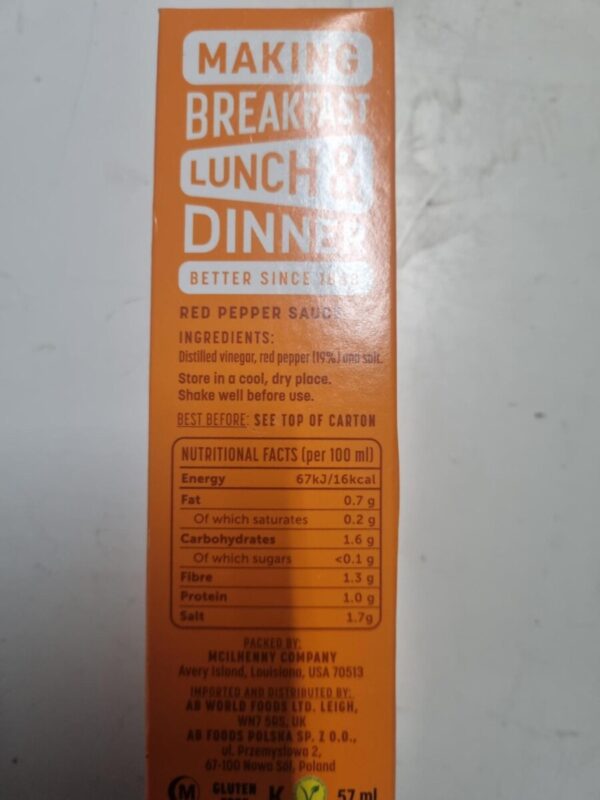 MAKING
BREAKFAST
LUNCH &
DINNER
BETTER SINCE
RED PEPPER SAUCE
INGREDIENTS:
Distilled vinegar, red pepper (19%) and salt.
Store in a cool, dry place.
Shake well before use.
BEST BEFORE: SEE TOP OF CARTON
NUTRITIONAL FACTS (per 100 ml)
Energy 67kJ/16kcal
Fat 0.7 g
Of which saturates 0.2 g
Carbohydrates 1.6 g
Of which sugars <0.1 g
Fibre 1.3 g
Protein 1.0 g
Salt 1.7g
PACKED BY:
MCILHENNY COMPANY
Avery Island, Louisiana, USA 70513
IMPORTED AND DISTRIBUTED BY:
AB WORLD FOODS LTD. LEIGH,
WN7 5RS, UK
AB FOODS POLSKA SP. Z O.O.,
ul. Przemysłowa 2,
67-100 Nowa Sól, Poland
M GLUTEN K V 57 ml